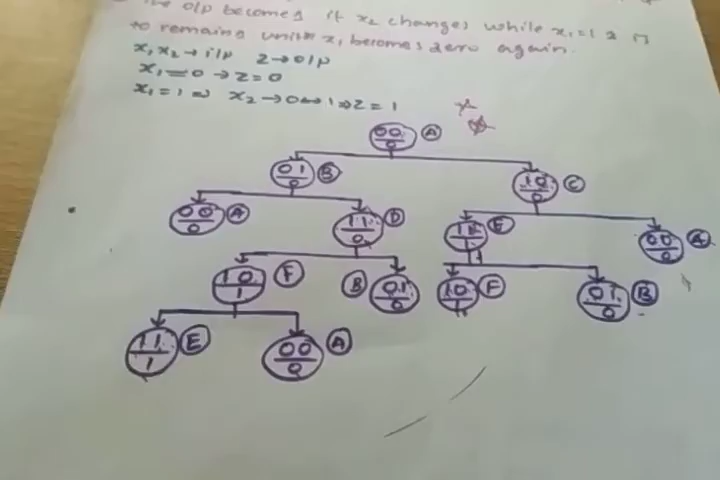 the o/p becomes if x2 changes while x1=1 &
to remains until x1 becomes zero again.
x1 x2 → i/p   Z → o/p
x1=0 → Z=0
x1=1 ⇒ x2→0↔1 ⇒ Z=1
00 A
0
01 B 10 C
0 0
00 A 11 D 11 E 00 A
0 0 1 0
10 F B 01 10 F 01 B
1 0 1 0
11 E 00 A
1 0